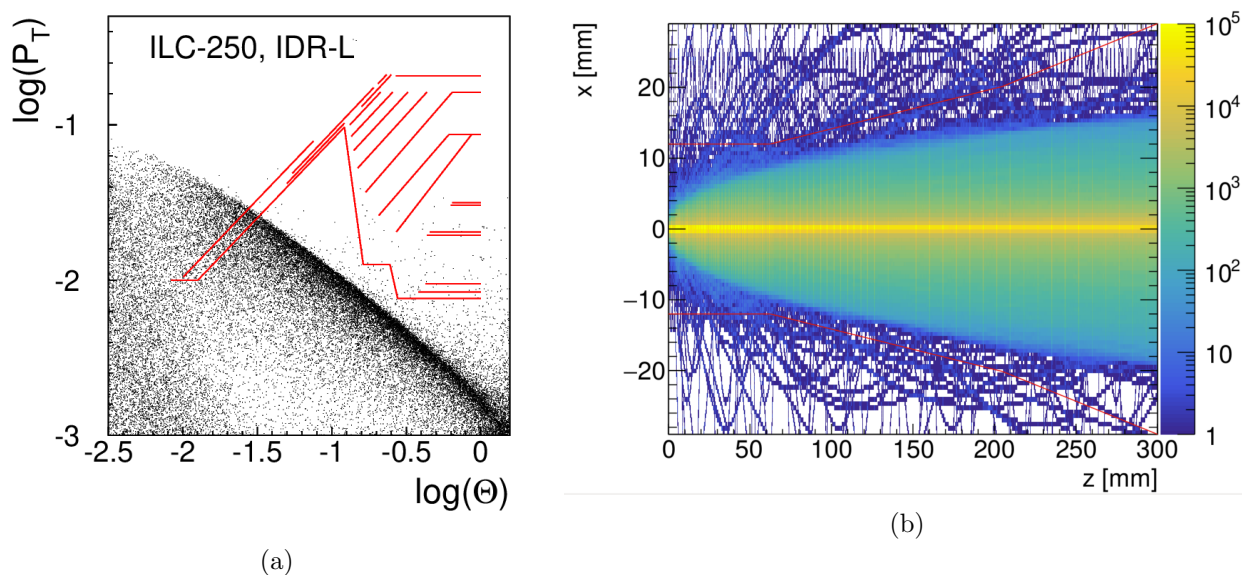 ILC-250, IDR-L
log(P_T)
-1
-2
-3
-2.5 -2 -1.5 -1 -0.5 0
log(Θ)
(a)
x [mm]
20
10
0
−10
−20
0 50 100 150 200 250 300
z [mm]
10^5
10^4
10^3
10^2
10
1
(b)